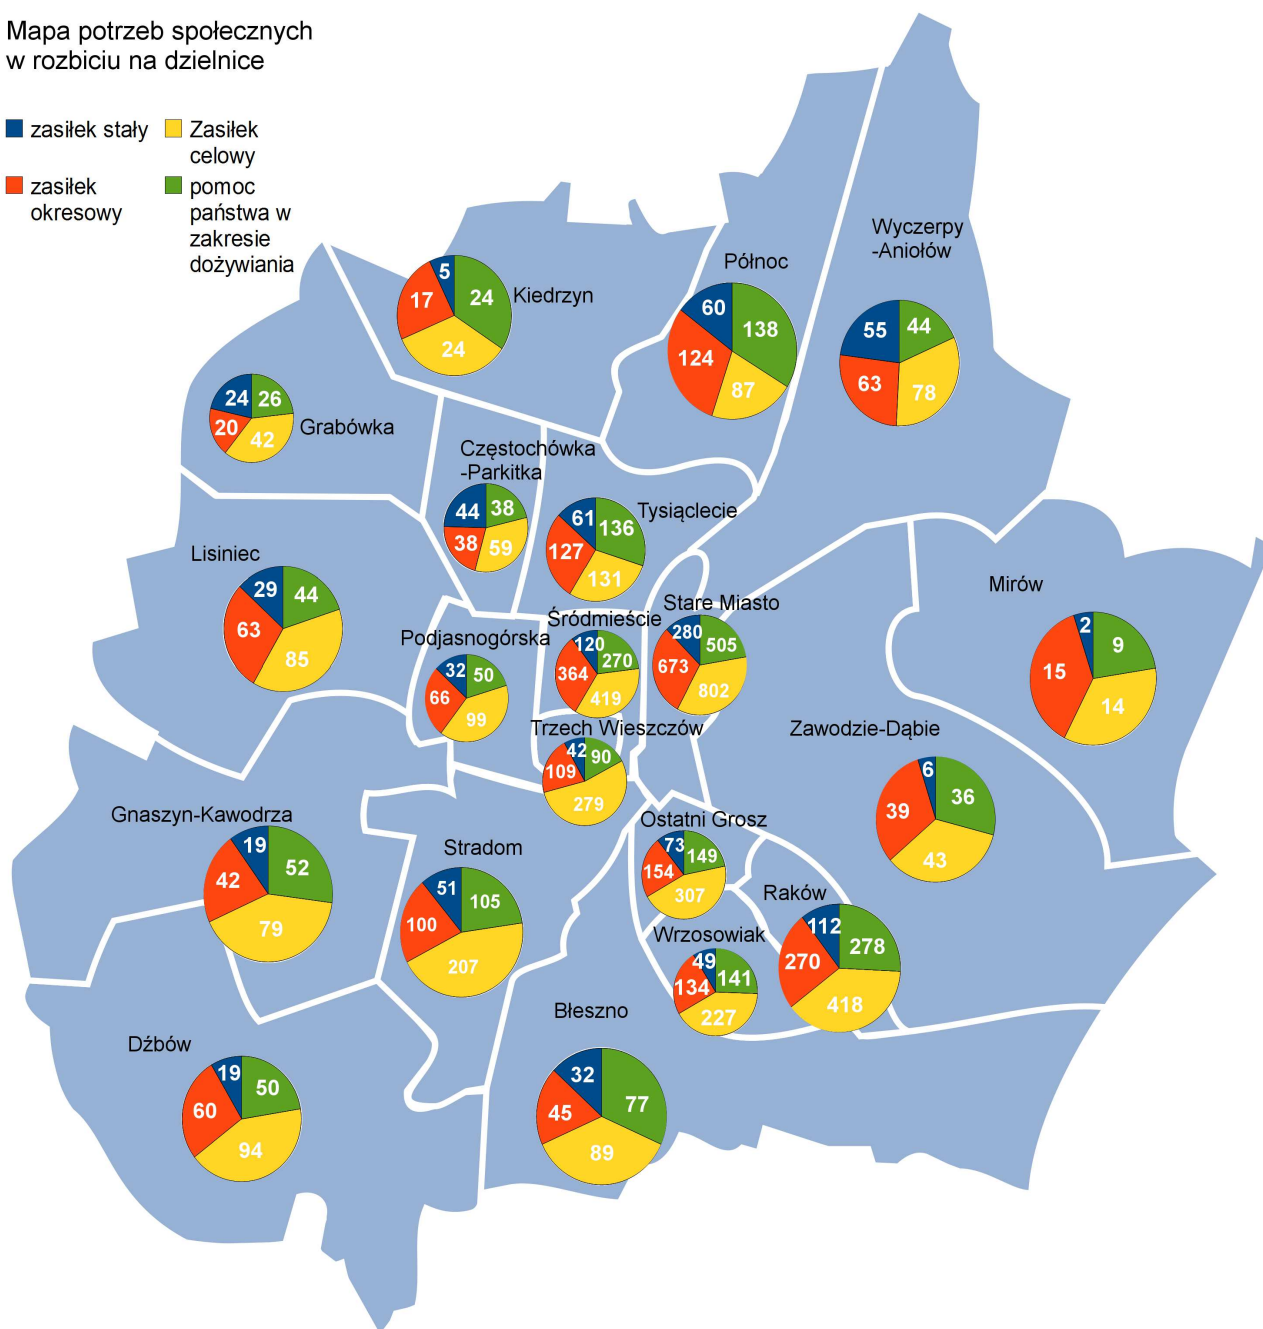 Mapa potrzeb społecznych
w rozbiciu na dzielnice
zasiłek stały
Zasiłek
celowy
zasiłek
okresowy
pomoc
państwa w
zakresie
dożywiania
Wyczerpy
-Aniołów
55
44
63
78
Północ
60
138
124
87
Kiedrzyn
5
17
24
24
Grabówka
24
26
20
42
Częstochówka
-Parkitka
44
38
38
59
Tysiąclecie
61
136
127
131
Lisiniec
29
44
63
85
Mirów
2
9
15
14
Stare Miasto
280
505
673
802
Śródmieście
120
270
364
419
Podjasnogórska
32
50
66
99
Trzech Wieszczów
42
90
109
279
Zawodzie-Dąbie
6
36
39
43
Gnaszyn-Kawodrza
19
52
42
79
Ostatni Grosz
73
149
154
307
Stradom
51
105
100
207
Raków
112
278
270
418
Wrzosowiak
49
141
134
227
Błeszno
32
77
45
89
Dźbów
19
50
60
94